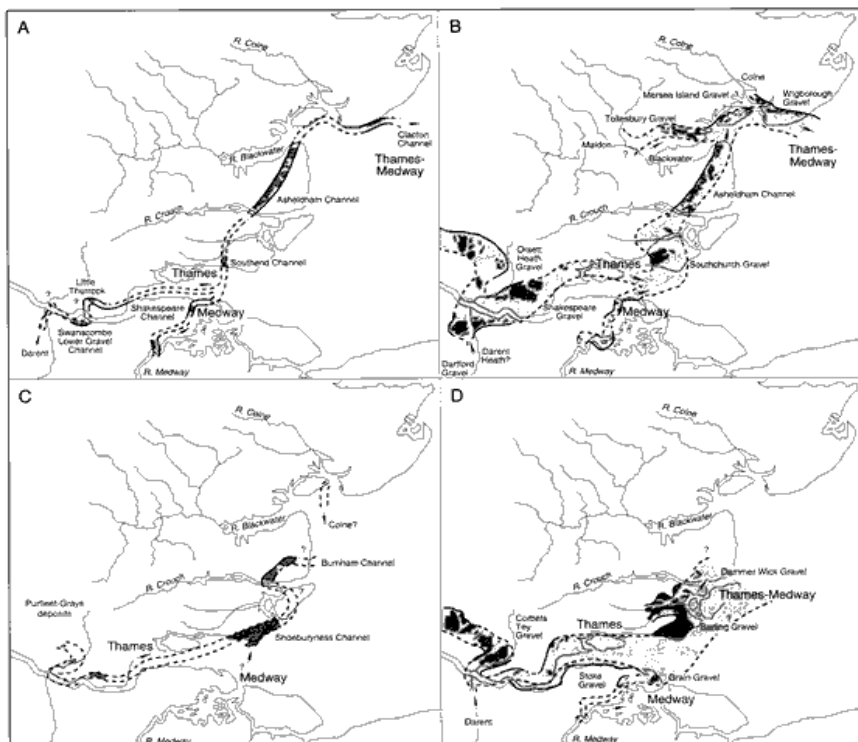 A
R. Colne
Clacton
Channel
R. Blackwater
Thames-
Medway
Asheldham Channel
R. Crouch
Southend Channel
Thames
Little
Thurrock
?
?
Shakespeare
Channel
Medway
Swanscombe
Lower Gravel
Channel
Darent
R. Medway
B
R. Colne
Colne
Mersea Island Gravel
?
Wigborough
Gravel
Tollesbury Gravel
Maldon
?
Blackwater
Thames-
Medway
Asheldham Channel
R. Crouch
Orsett
Heath
Gravel
Thames
Southchurch Gravel
Shakespeare
Gravel
Medway
Dartford
Gravel
Darent
Heath?
R. Medway
C
R. Colne
R. Blackwater
Colne?
?
Burnham Channel
R. Crouch
Purfleet-Grays
deposits
Thames
Shoeburyness Channel
Medway
R. Medway
D
R. Colne
R. Blackwater
?
Dammer Wick Gravel
R. Crouch
Thames-Medway
Corbets
Tey
Gravel
Thames
Barling Gravel
Stoke
Gravel
Grain Gravel
Medway
Darent
R. Medway